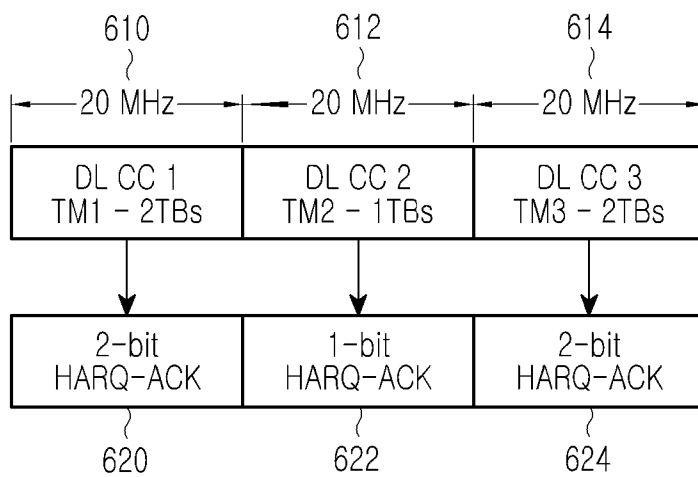 610 612 614
20 MHz 20 MHz 20 MHz
DL CC 1 DL CC 2 DL CC 3
TM1 - 2TBs TM2 - 1TBs TM3 - 2TBs
2-bit 1-bit 2-bit
HARQ-ACK HARQ-ACK HARQ-ACK
620 622 624